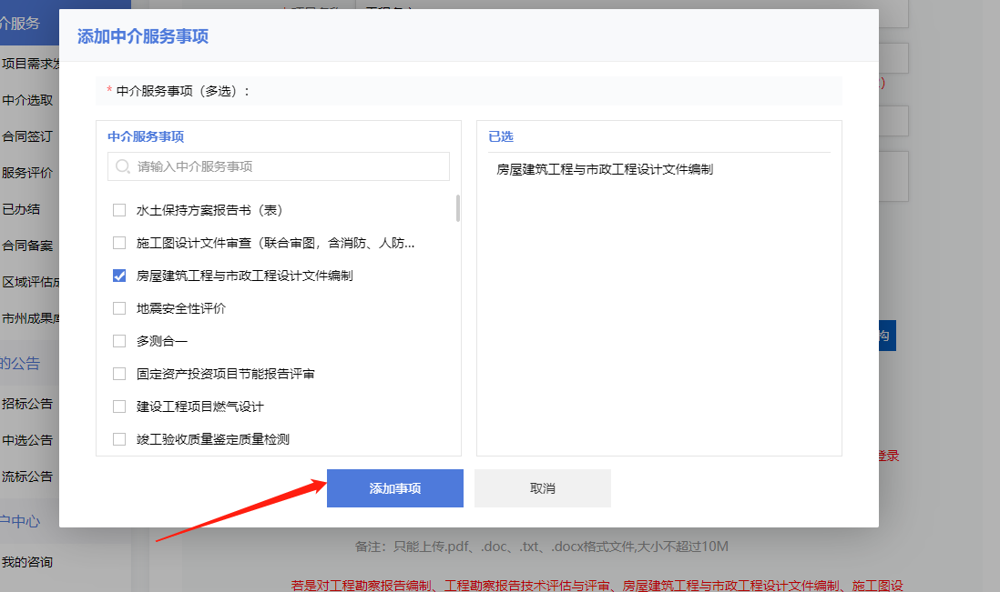 介服务
项目需求发
中介选取
合同签订
服务评价
已办结
合同备案
区域评估成
市州成果库
的公告
招标公告
中选公告
流标公告
户中心
我的咨询
添加中介服务事项
* 中介服务事项（多选）：
中介服务事项
请输入中介服务事项
水土保持方案报告书（表）
施工图设计文件审查（联合审图，含消防、人防...
房屋建筑工程与市政工程设计文件编制
地震安全性评价
多测合一
固定资产投资项目节能报告评审
建设工程项目燃气设计
竣工验收质量鉴定质量检测
已选
房屋建筑工程与市政工程设计文件编制
添加事项
取消
构
登录
备注：只能上传.pdf、.doc、.txt、.docx格式文件,大小不超过10M
若是对工程勘察报告编制、工程勘察报告技术评估与评审、房屋建筑工程与市政工程设计文件编制、施工图设